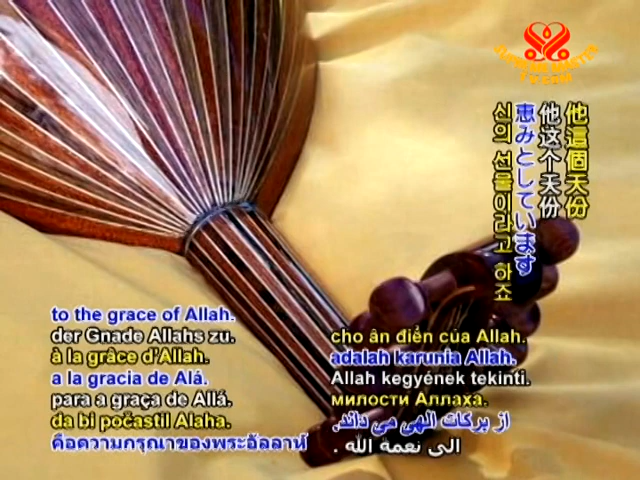 SUPREME MASTER
TV.COM
他這個天份
他这个天份
恵みとしています
신의 선물이라고 하죠
to the grace of Allah.
der Gnade Allahs zu.
à la grâce d'Allah.
a la gracia de Alá.
para a graça de Allá.
da bi počastil Alaha.
คือความกรุณาของพระอัลลาห์
cho ân điển của Allah.
adalah karunia Allah.
Allah kegyének tekinti.
милости Аллаха.
از برکات الهی می داند.
الى نعمة الله .